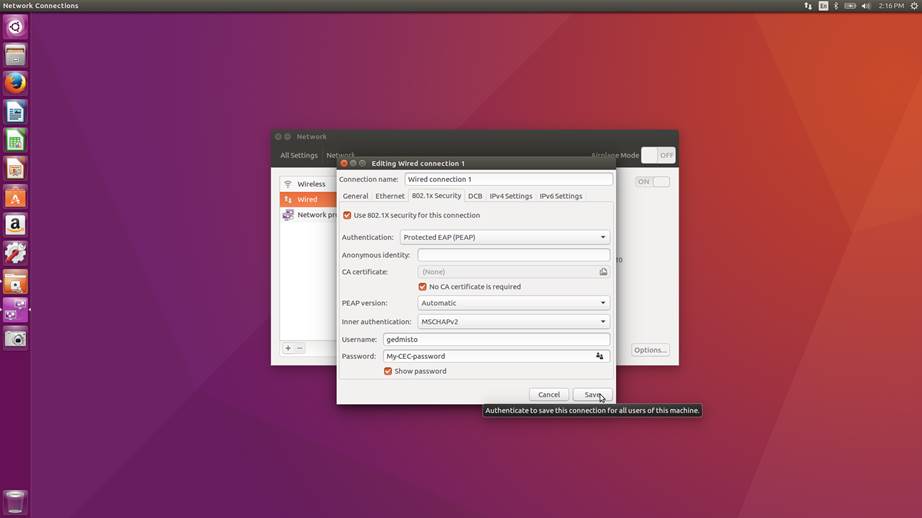 Network Connections
En
2:16 PM
Network
All Settings
Network
Airplane Mode
OFF
Editing Wired connection 1
Connection name:
Wired connection 1
Wireless
ON
General
Ethernet
802.1x Security
DCB
IPv4 Settings
IPv6 Settings
Wired
Network pr
Use 802.1X security for this connection
Authentication:
Protected EAP (PEAP)
Anonymous identity:
10
CA certificate:
(None)
No CA certificate is required
PEAP version:
Automatic
Inner authentication:
MSCHAPv2
Username:
gedmisto
Password:
My-CEC-password
Options...
Show password
Cancel
Save
Authenticate to save this connection for all users of this machine.